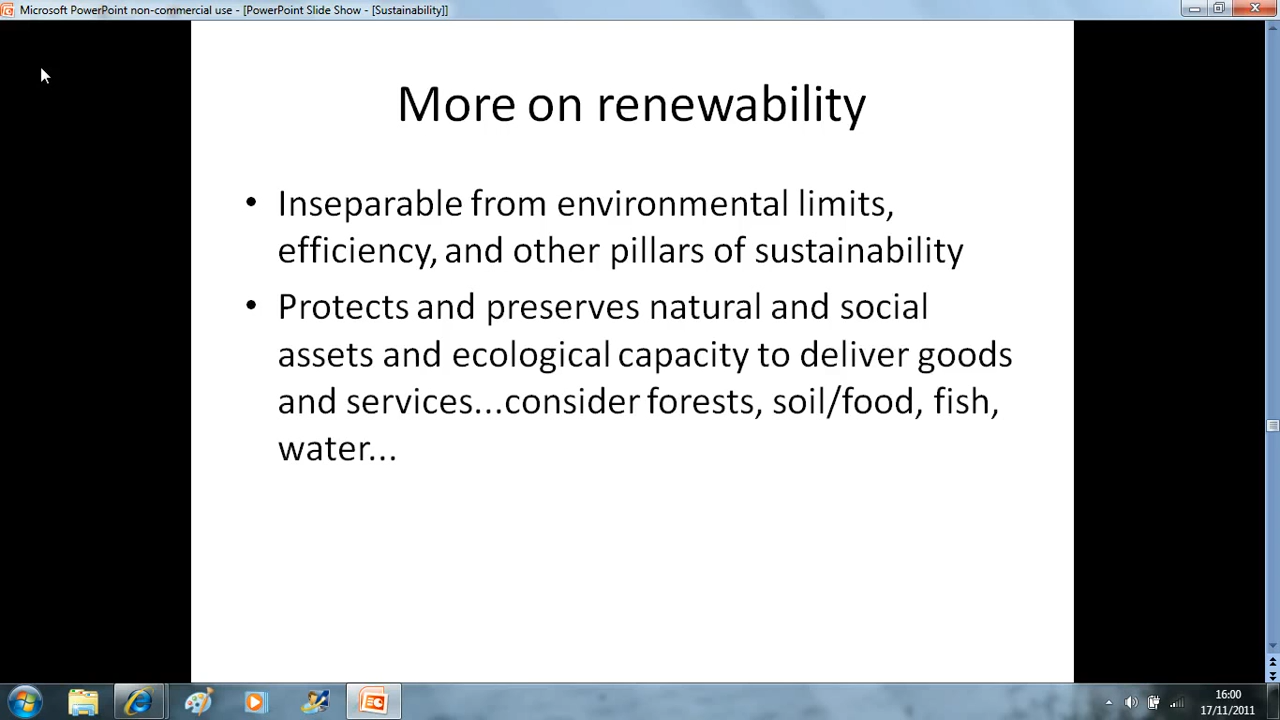 Microsoft PowerPoint non-commercial use - [PowerPoint Slide Show - [Sustainability]]
More on renewability
• Inseparable from environmental limits,
efficiency, and other pillars of sustainability
• Protects and preserves natural and social
assets and ecological capacity to deliver goods
and services...consider forests, soil/food, fish,
water...
16:00
17/11/2011